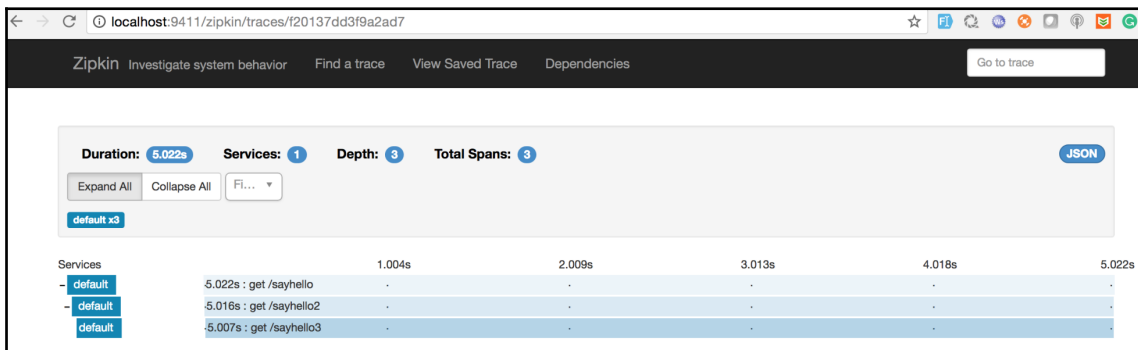 localhost:9411/zipkin/traces/f20137dd3f9a2ad7
Zipkin Investigate system behavior Find a trace View Saved Trace Dependencies Go to trace
Duration: 5.022s Services: 1 Depth: 3 Total Spans: 3 JSON
Expand All Collapse All Fi...
default x3
Services 1.004s 2.009s 3.013s 4.018s 5.022s
– default 5.022s : get /sayhello
– default 5.016s : get /sayhello2
default 5.007s : get /sayhello3